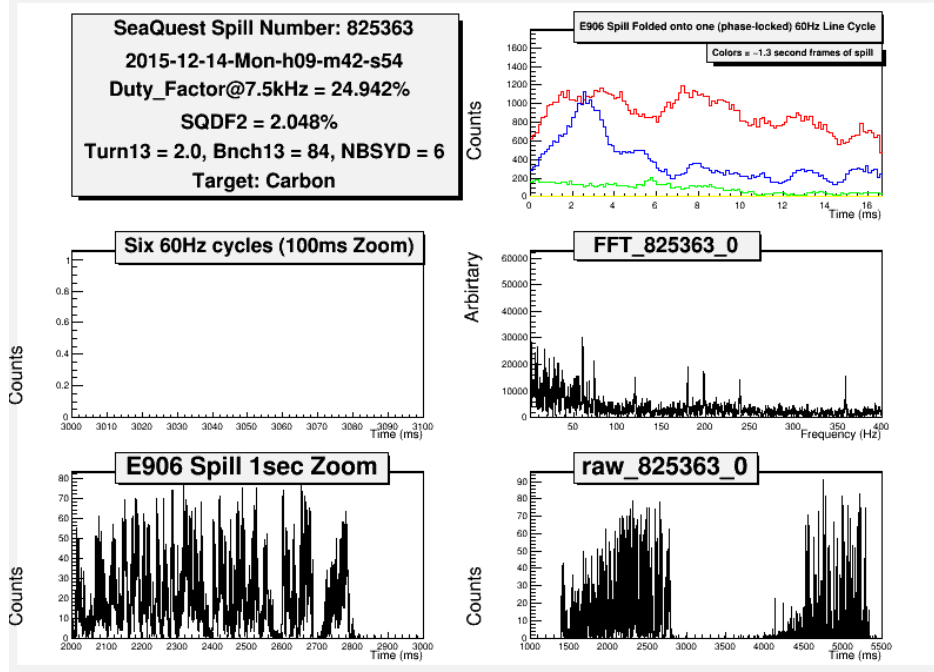 SeaQuest Spill Number: 825363
2015-12-14-Mon-h09-m42-s54
Duty_Factor@7.5kHz = 24.942%
SQDF2 = 2.048%
Turn13 = 2.0, Bnch13 = 84, NBSYD = 6
Target: Carbon
E906 Spill Folded onto one (phase-locked) 60Hz Line Cycle
Colors = ~1.3 second frames of spill
Counts
1600
1400
1200
1000
800
600
400
200
0
0 2 4 6 8 10 12 14 16
Time (ms)
Six 60Hz cycles (100ms Zoom)
Counts
1
0.8
0.6
0.4
0.2
0
3000 3010 3020 3030 3040 3050 3060 3070 3080 3090 3100
Time (ms)
FFT_825363_0
Arbirtary
60000
50000
40000
30000
20000
10000
0
50 100 150 200 250 300 350 400
Frequency (Hz)
E906 Spill 1sec Zoom
Counts
80
70
60
50
40
30
20
10
0
2000 2100 2200 2300 2400 2500 2600 2700 2800 2900 3000
Time (ms)
raw_825363_0
Counts
90
80
70
60
50
40
30
20
10
0
1000 1500 2000 2500 3000 3500 4000 4500 5000 5500
Time (ms)